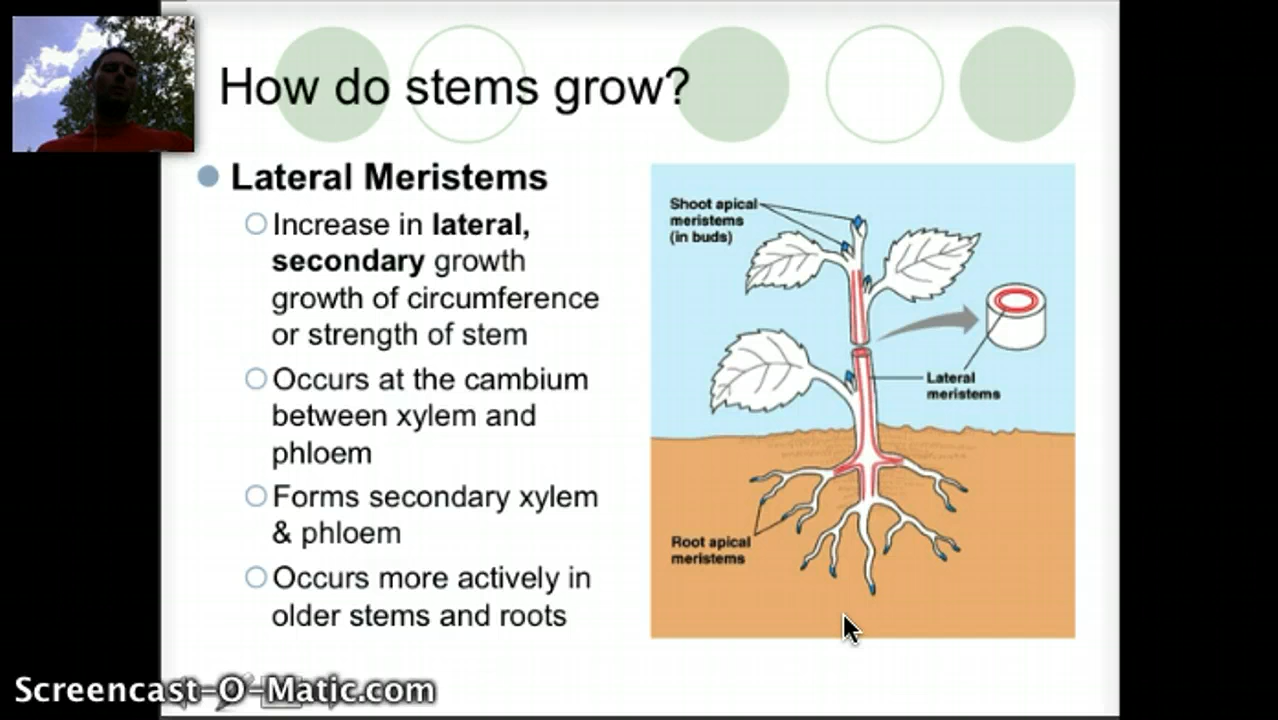 How do stems grow?
Lateral Meristems
Increase in lateral,
secondary growth
growth of circumference
or strength of stem
Occurs at the cambium
between xylem and
phloem
Forms secondary xylem
& phloem
Occurs more actively in
older stems and roots
Shoot apical
meristems
(in buds)
Lateral
meristems
Root apical
meristems
Screencast-O-Matic.com